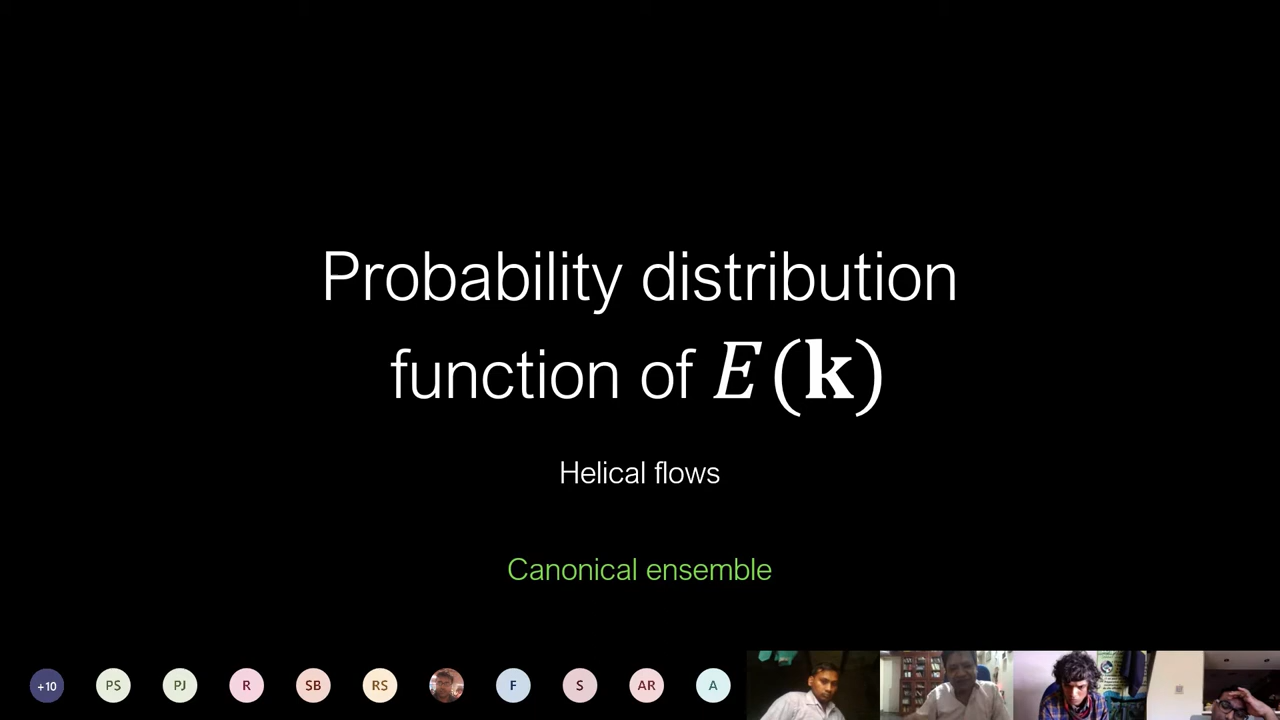 Probability distribution
function of E(k)
Helical flows
Canonical ensemble
+10 PS PJ R SB RS F S AR A